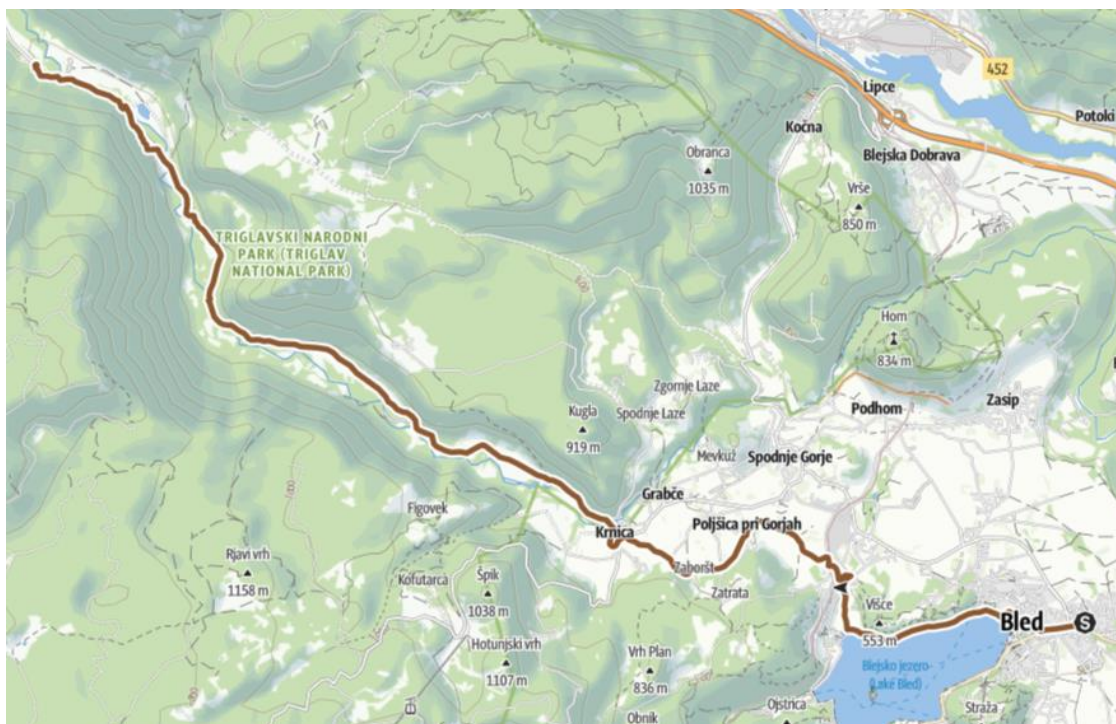 452
Lipce
Potoki
Kočna
Blejska Dobrava
Obranca
1035 m
Vrše
850 m
TRIGLAVSKI NARODNI
PARK (TRIGLAV
NATIONAL PARK)
Hom
834 m
Zgornje Laze
Podhom
Zasip
Kugla
919 m
Spodnje Laze
Mevkuž
Spodnje Gorje
Grabče
Figovek
Krnica
Poljšica pri Gorjah
Rjavi vrh
1158 m
Kofutarca
Špik
1038 m
Zaboršt
Zatrata
Višce
553 m
Bled
S
Hotunjski vrh
1107 m
Vrh Plan
836 m
Blejsko jezero
(Lake Bled)
Obnik
Ojstrica
Straža